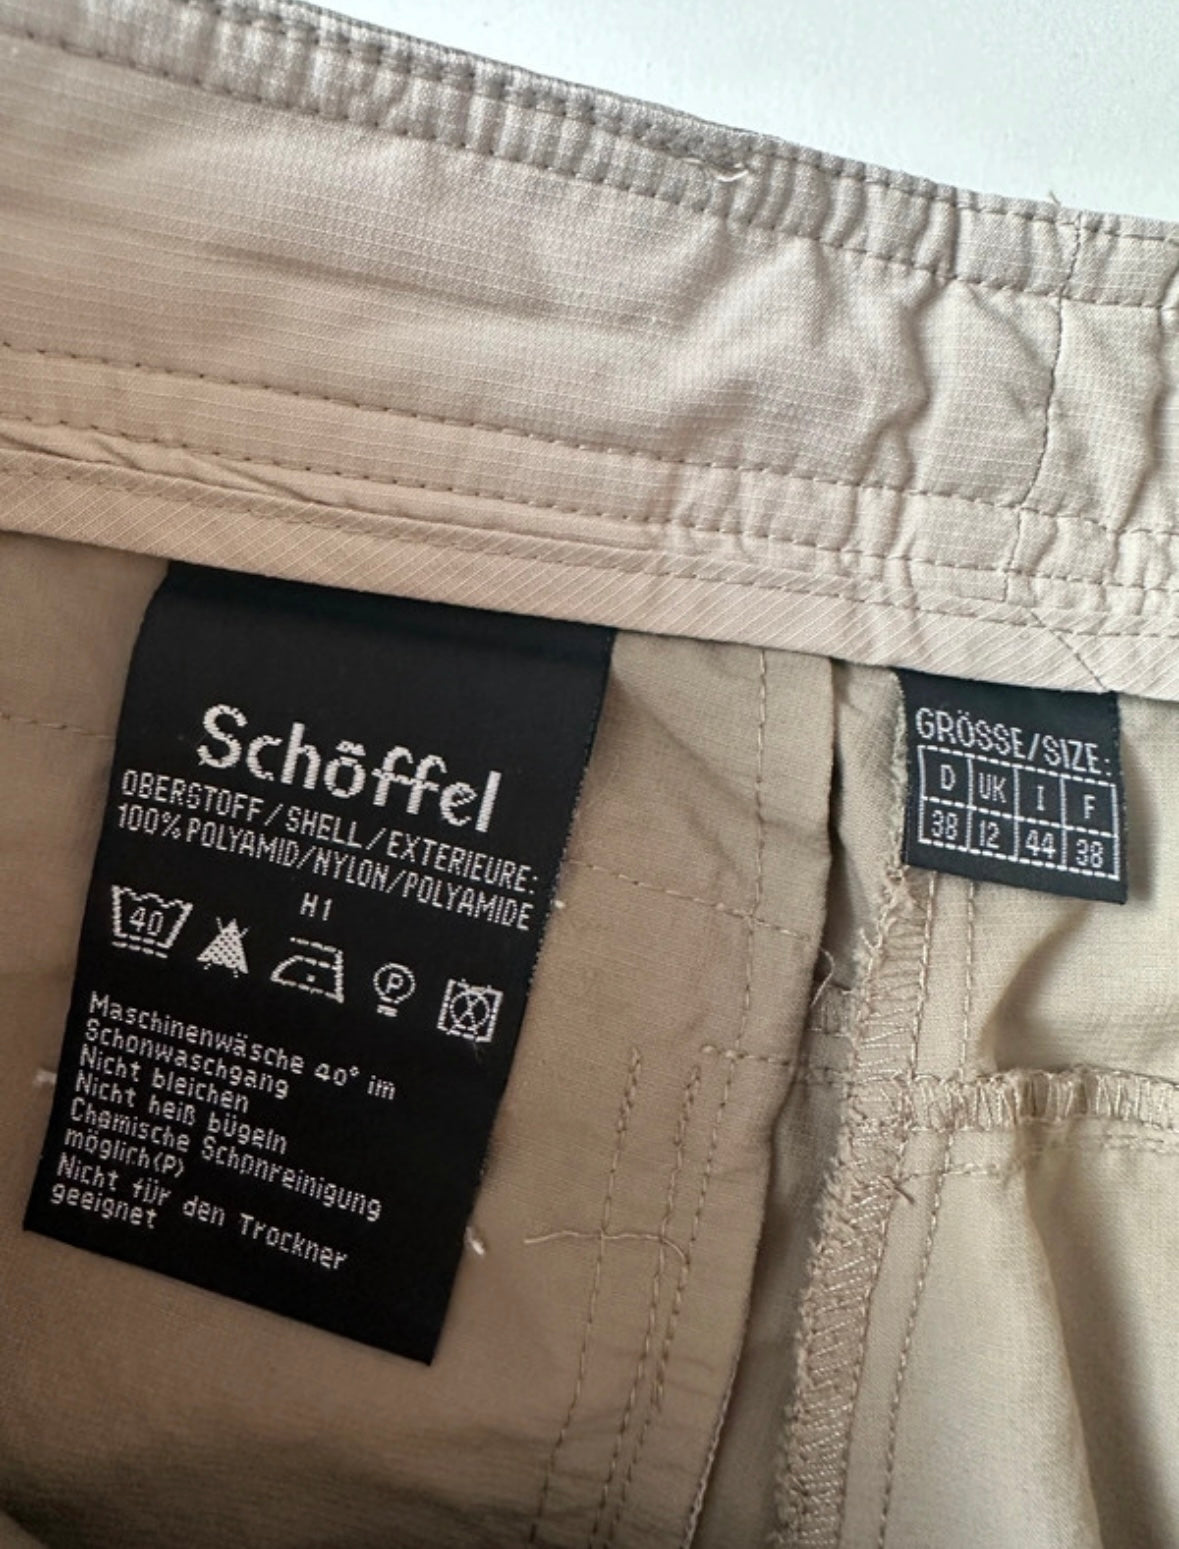 Schöffel
OBERSTOFF/SHELL/EXTERIEURE:
100% POLYAMID/NYLON/POLYAMIDE
H1
40
P
Maschinenwäsche 40° im
Schonwaschgang
Nicht bleichen
Nicht heiß bügeln
Chemische Schonreinigung
möglich(P)
Nicht für den Trockner
geeignet
GRÖSSE/SIZE:
D UK I F
38 12 44 38